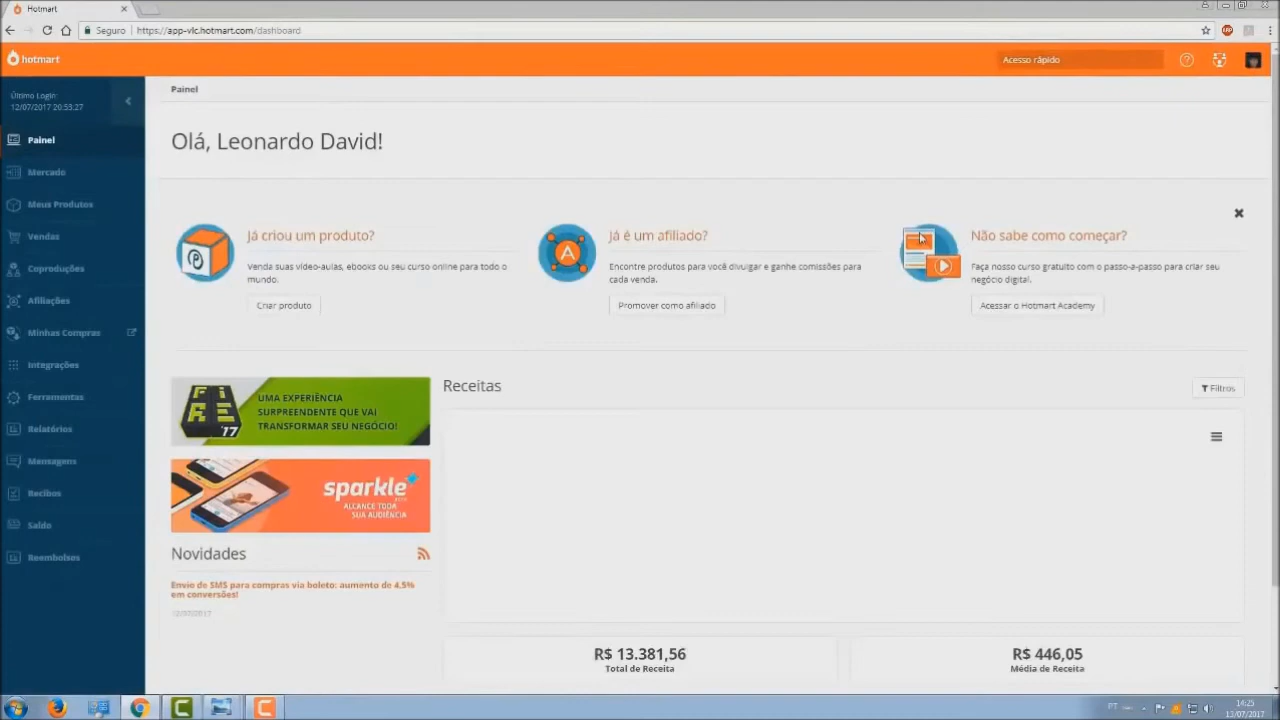 Hotmart
Seguro
https://app-vlc.hotmart.com/dashboard
hotmart
Acesso rápido
Último Login:
12/07/2017 20:53:27
Painel
Mercado
Meus Produtos
Vendas
Coproduções
Afiliações
Minhas Compras
Integrações
Ferramentas
Relatórios
Mensagens
Recibos
Saldo
Reembolsos
Painel
Olá, Leonardo David!
Já criou um produto?
Venda suas vídeo-aulas, ebooks ou seu curso online para todo o
mundo.
Criar produto
A
Já é um afiliado?
Encontre produtos para você divulgar e ganhe comissões para
cada venda.
Promover como afiliado
Não sabe como começar?
Faça nosso curso gratuito com o passo-a-passo para criar seu
negócio digital.
Acessar o Hotmart Academy
FIRE
'17
UMA EXPERIÊNCIA
SURPREENDENTE QUE VAI
TRANSFORMAR SEU NEGÓCIO!
sparkle
ALCANCE TODA
SUA AUDIÊNCIA
Novidades
Envio de SMS para compras via boleto: aumento de 4,5%
em conversões!
12/07/2017
Receitas
Filtros
R$ 13.381,56
Total de Receita
R$ 446,05
Média de Receita
PT
14:25
13/07/2017